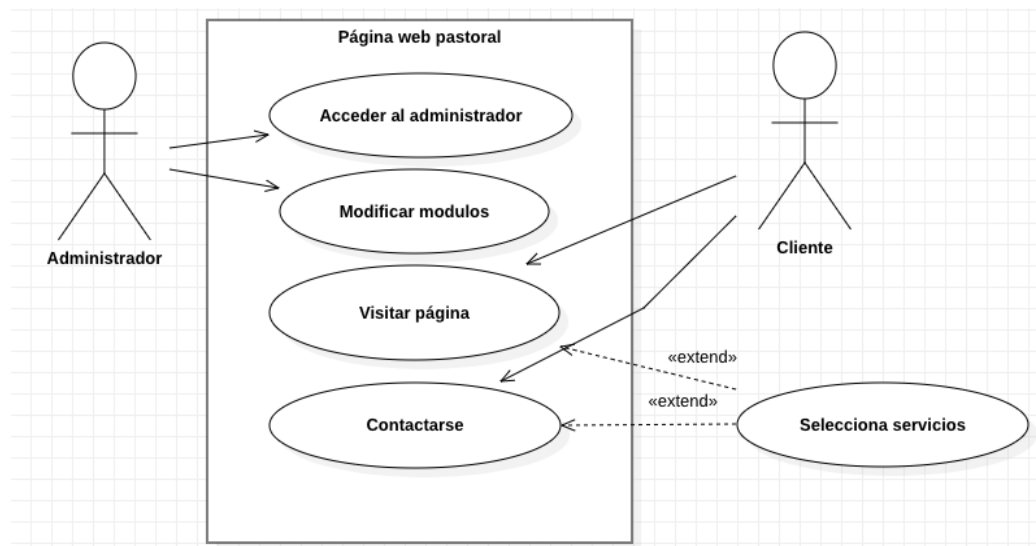 Página web pastoral
Acceder al administrador
Modificar modulos
Administrador
Cliente
Visitar página
«extend»
«extend»
Contactarse
Selecciona servicios